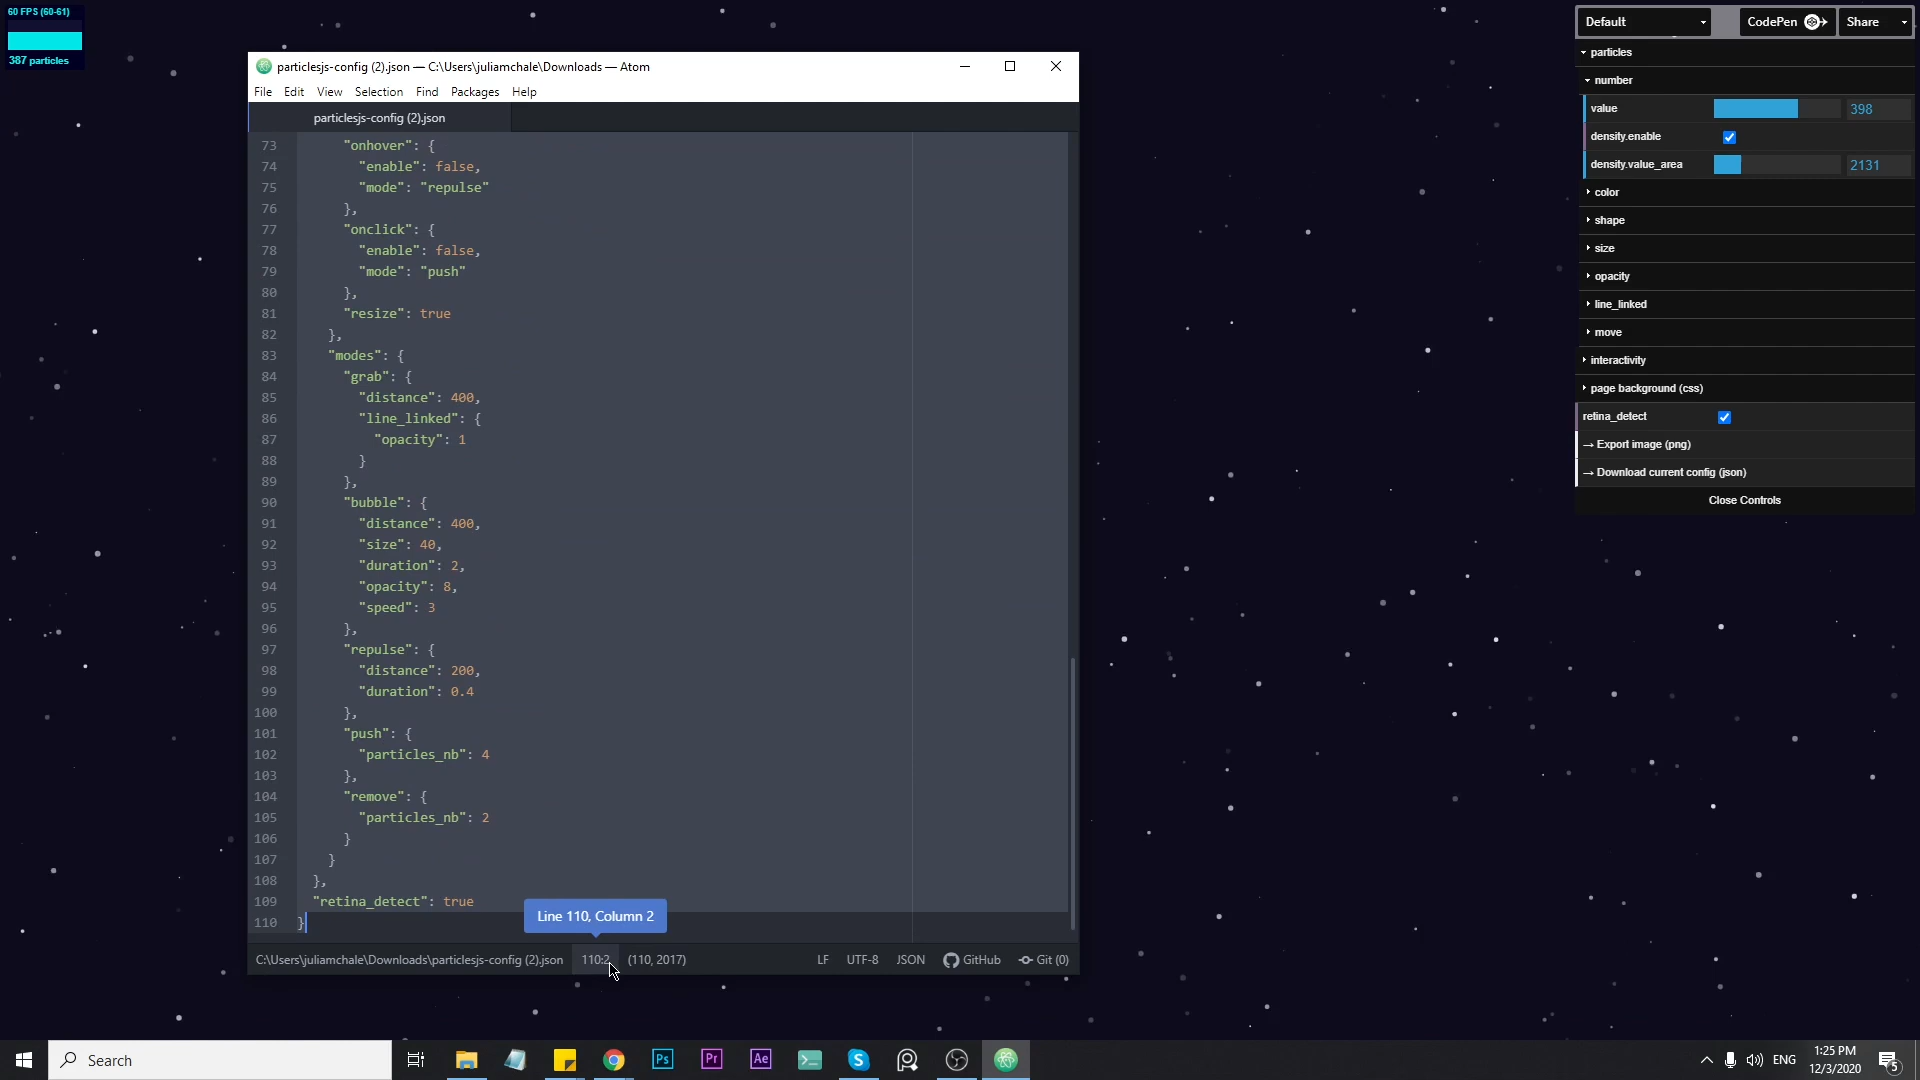 60 FPS (60-61)
387 particles
particlesjs-config (2).json — C:\Users\juliamchale\Downloads — Atom
File Edit View Selection Find Packages Help
particlesjs-config (2).json
73 "onhover": {
74 "enable": false,
75 "mode": "repulse"
76 },
77 "onclick": {
78 "enable": false,
79 "mode": "push"
80 },
81 "resize": true
82 },
83 "modes": {
84 "grab": {
85 "distance": 400,
86 "line_linked": {
87 "opacity": 1
88 }
89 },
90 "bubble": {
91 "distance": 400,
92 "size": 40,
93 "duration": 2,
94 "opacity": 8,
95 "speed": 3
96 },
97 "repulse": {
98 "distance": 200,
99 "duration": 0.4
100 },
101 "push": {
102 "particles_nb": 4
103 },
104 "remove": {
105 "particles_nb": 2
106 }
107 }
108 },
109 "retina_detect": true
110 }
Line 110, Column 2
C:\Users\juliamchale\Downloads\particlesjs-config (2).json 110:2 (110, 2017) LF UTF-8 JSON GitHub Git (0)
Default CodePen Share
particles
number
value 398
density.enable
density.value_area 2131
color
shape
size
opacity
line_linked
move
interactivity
page background (css)
retina_detect
→ Export image (png)
→ Download current config (json)
Close Controls
Search
Ps
Pr
Ae
ENG
1:25 PM
12/3/2020
5